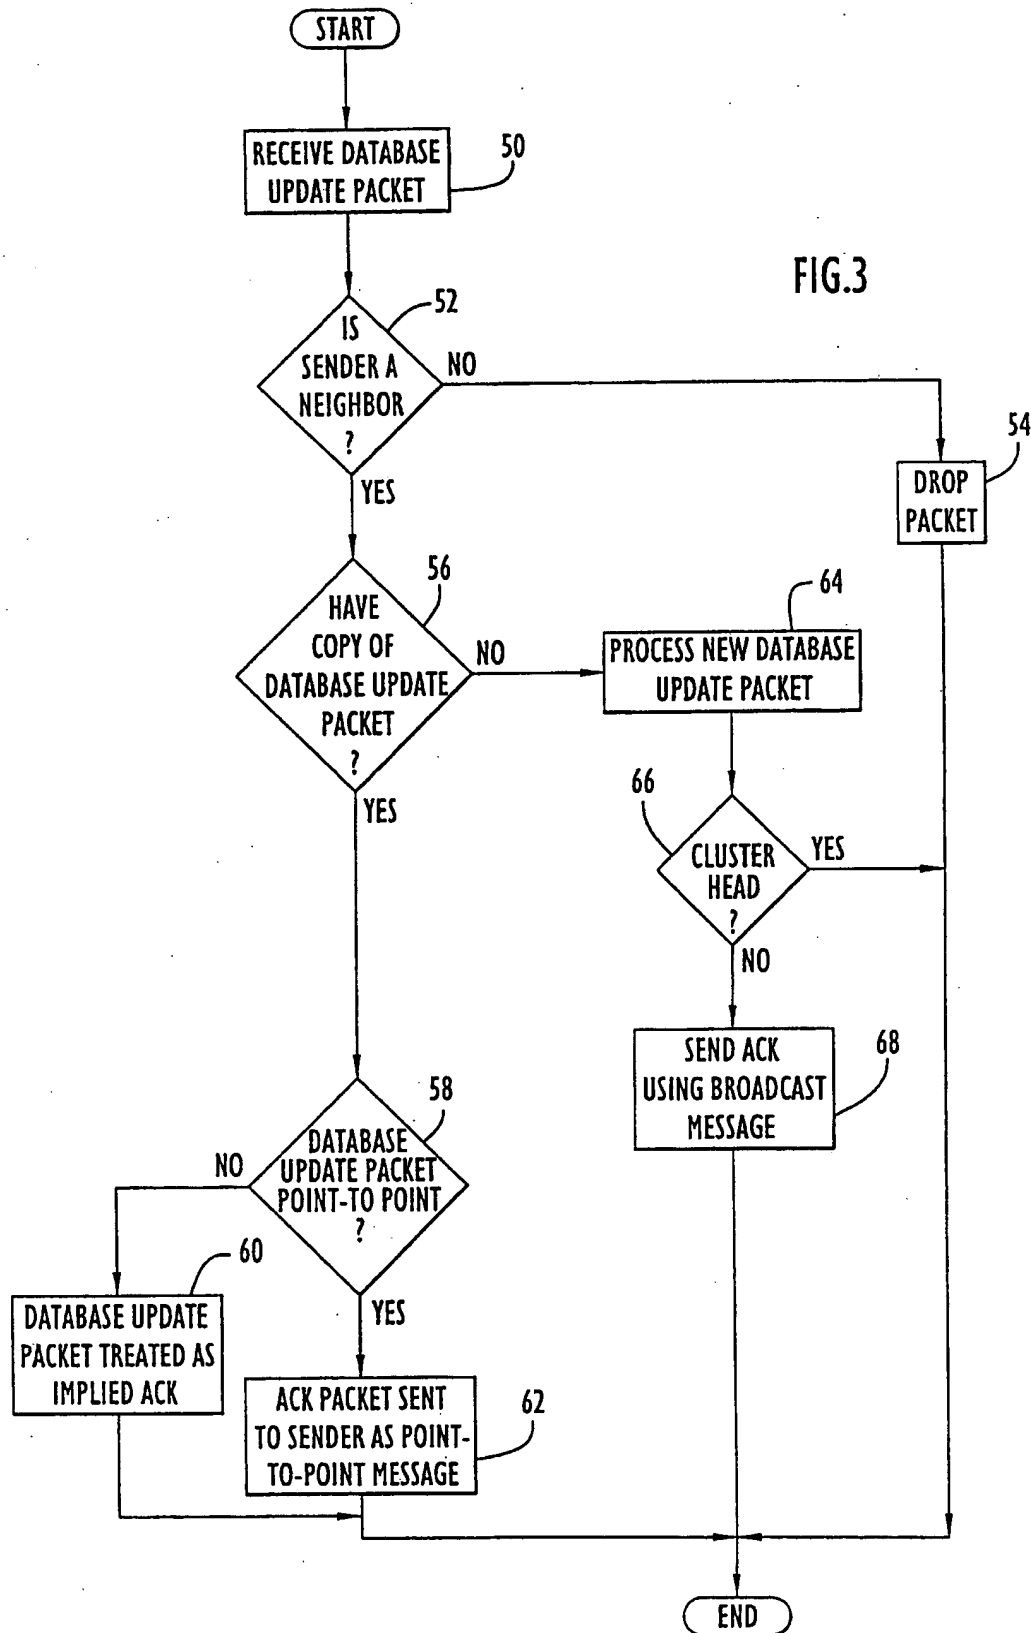 START
RECEIVE DATABASE
UPDATE PACKET
50
FIG.3
52
IS
SENDER A
NEIGHBOR
?
NO
YES
54
DROP
PACKET
56
HAVE
COPY OF
DATABASE UPDATE
PACKET
?
NO
YES
64
PROCESS NEW DATABASE
UPDATE PACKET
66
CLUSTER
HEAD
?
YES
NO
68
SEND ACK
USING BROADCAST
MESSAGE
58
DATABASE
UPDATE PACKET
POINT-TO POINT
?
NO
YES
60
DATABASE UPDATE
PACKET TREATED AS
IMPLIED ACK
62
ACK PACKET SENT
TO SENDER AS POINT-
TO-POINT MESSAGE
END